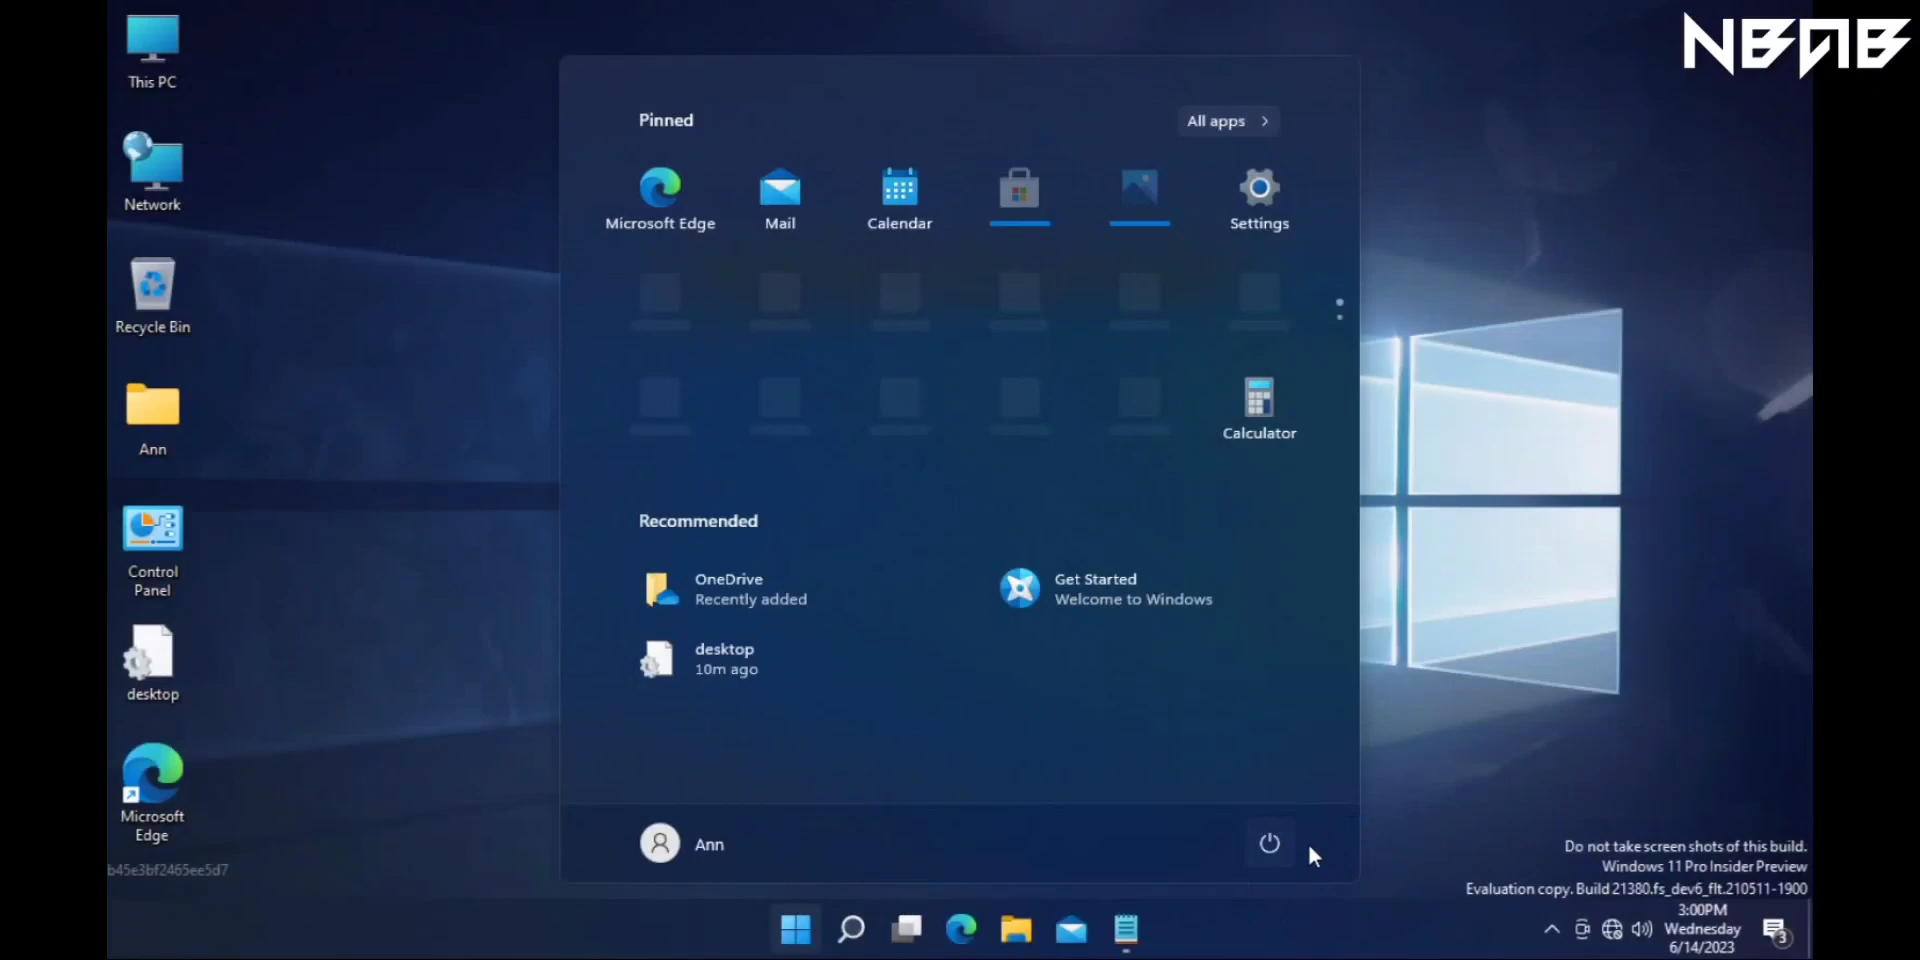 NBAB
This PC
Network
Recycle Bin
Ann
Control
Panel
desktop
Microsoft
Edge
b45e3bf2465ee5d7
Pinned
All apps
Microsoft Edge
Mail
Calendar
Settings
Calculator
Recommended
OneDrive
Recently added
Get Started
Welcome to Windows
desktop
10m ago
Ann
Do not take screen shots of this build.
Windows 11 Pro Insider Preview
Evaluation copy. Build 21380.fs_dev6_flt.210511-1900
3:00PM
Wednesday
6/14/2023
3